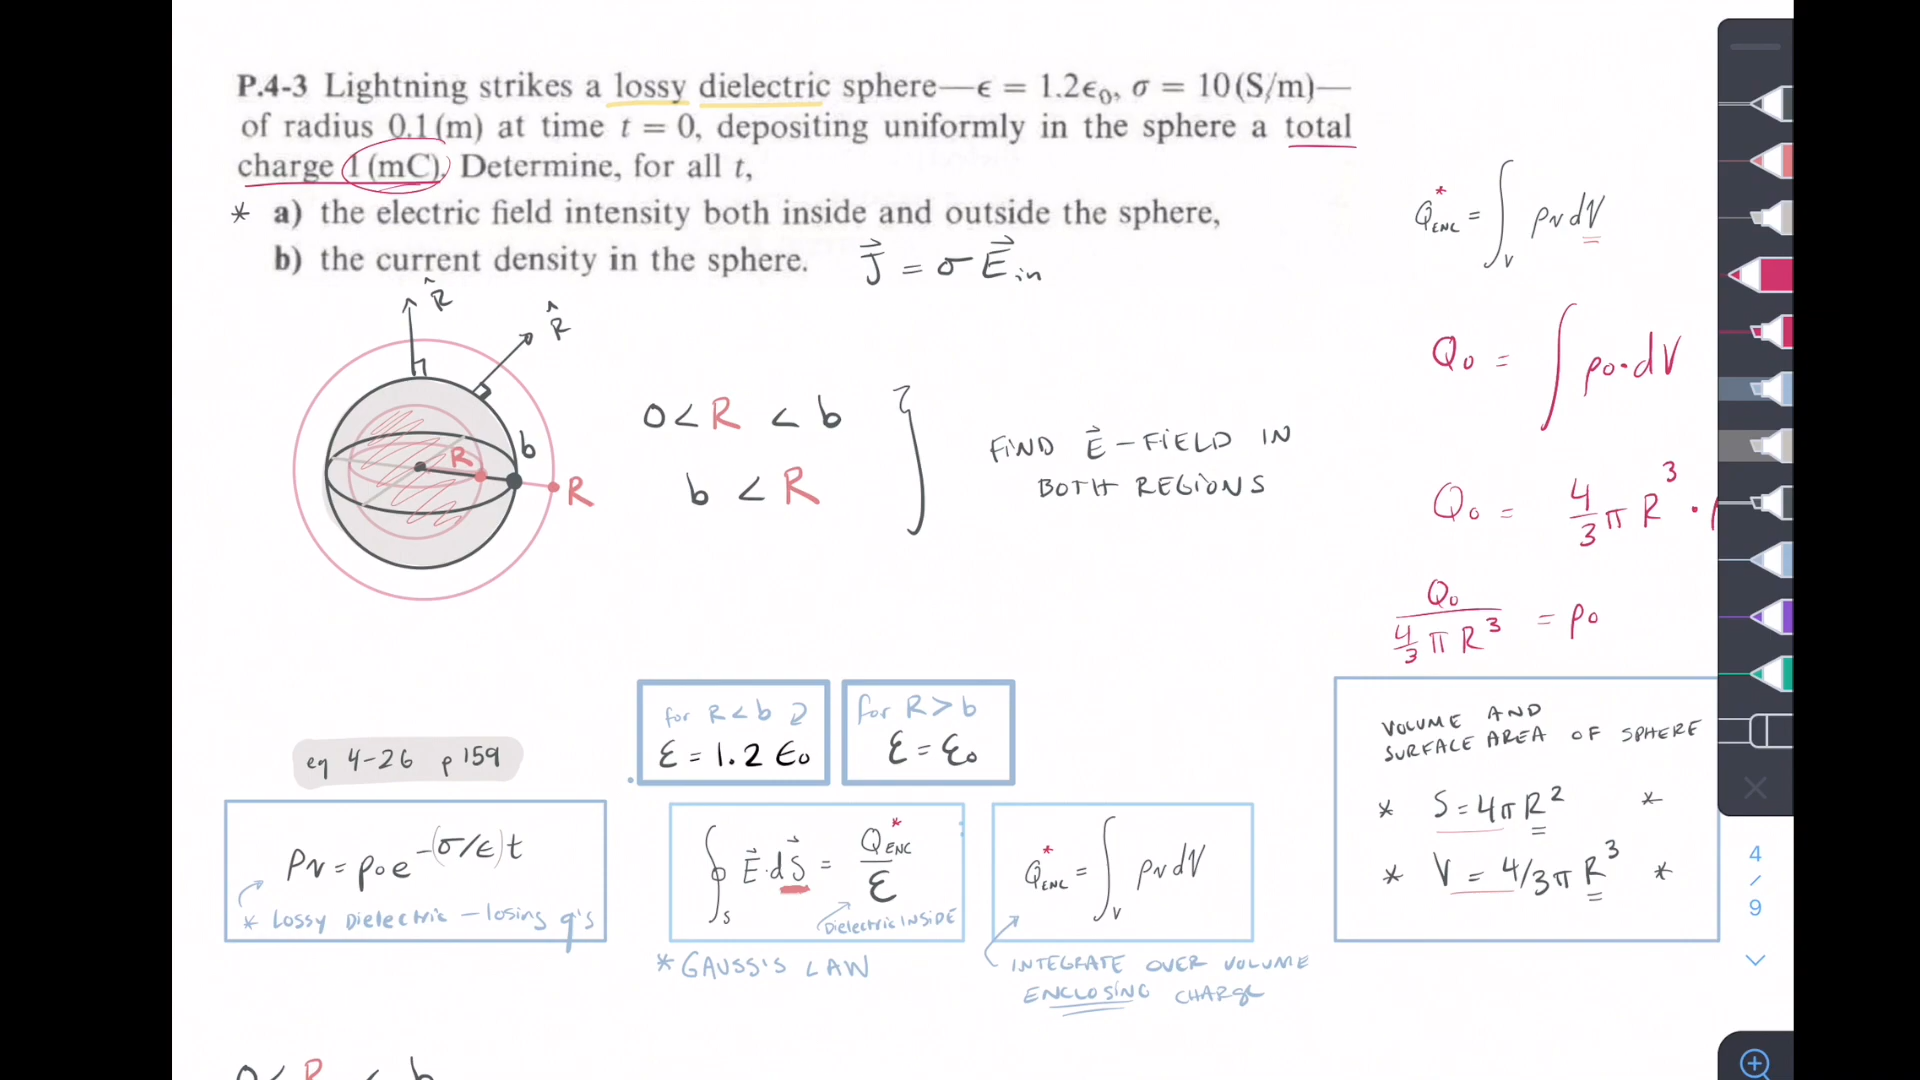 P.4-3 Lightning strikes a lossy dielectric sphere—ϵ = 1.2ϵ₀, σ = 10 (S/m)—
of radius 0.1 (m) at time t = 0, depositing uniformly in the sphere a total
charge 1 (mC). Determine, for all t,
* a) the electric field intensity both inside and outside the sphere,
b) the current density in the sphere. J⃗ = σ E⃗ in
R̂
R̂
b
R
R
0 < R < b
b < R
FIND E⃗ – FIELD IN
BOTH REGIONS
Q*ENC = ∫V ρv dV
Q₀ = ∫ ρ₀·dV
Q₀ = 4/3 π R³ ·
Q₀ / (4/3 π R³) = ρ₀
for R < b
ε = 1.2 ε₀
for R > b
ε = ε₀
eq 4-26 p 159
ρv = ρ₀ e^-(σ/ϵ)t
* Lossy Dielectric – losing q's
∮S E⃗·dS⃗ = Q*ENC / ε
Dielectric INSIDE
* GAUSS'S LAW
Q*ENC = ∫V ρv dV
INTEGRATE OVER VOLUME
ENCLOSING CHARGE
VOLUME AND
SURFACE AREA OF SPHERE
* S = 4πR² *
* V = 4/3 π R³ *
4
/
9
0 < R < b